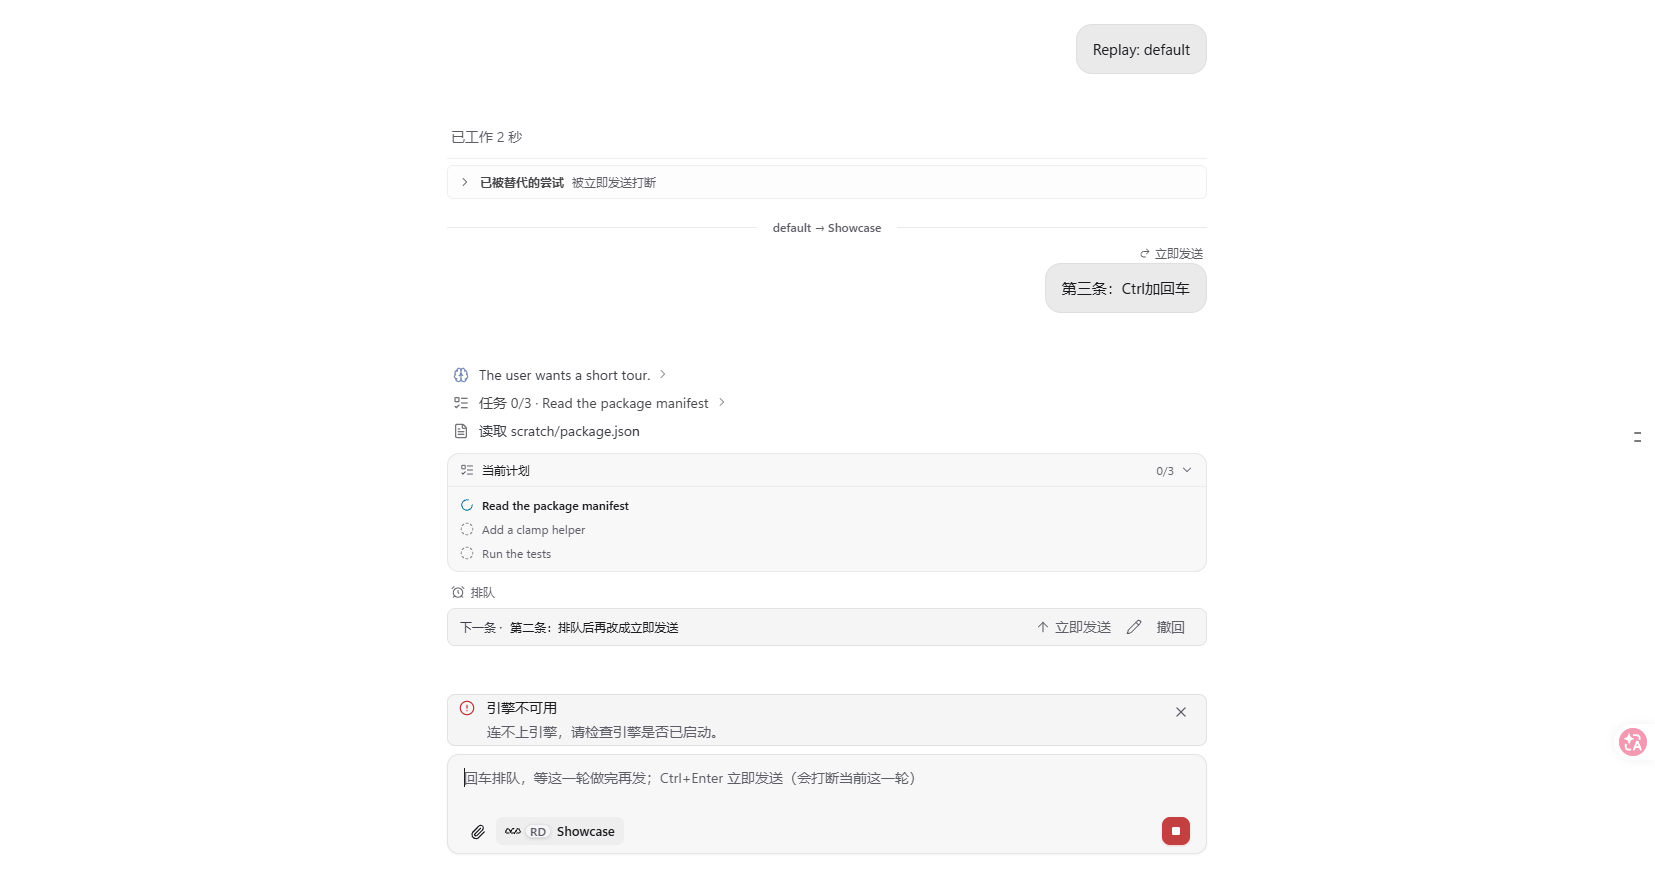 Replay: default
已工作 2 秒
已被替代的尝试 被立即发送打断
default → Showcase
立即发送
第三条：Ctrl加回车
The user wants a short tour.
任务 0/3 · Read the package manifest
读取 scratch/package.json
当前计划 0/3
Read the package manifest
Add a clamp helper
Run the tests
排队
下一条 · 第二条：排队后再改成立即发送 立即发送 撤回
引擎不可用
连不上引擎，请检查引擎是否已启动。
回车排队，等这一轮做完再发；Ctrl+Enter 立即发送（会打断当前这一轮）
RD Showcase